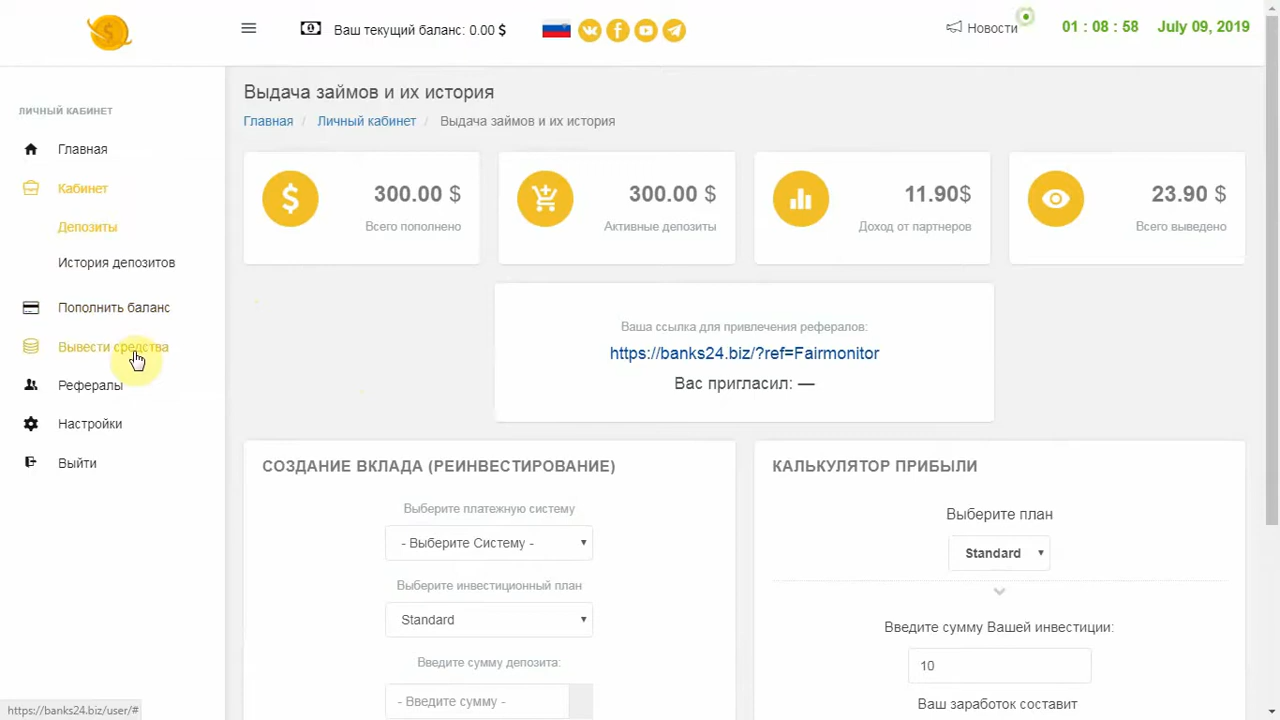 Ваш текущий баланс: 0.00 $
Новости
01 : 08 : 58
July 09, 2019
ЛИЧНЫЙ КАБИНЕТ
Главная
Кабинет
Депозиты
История депозитов
Пополнить баланс
Вывести средства
Рефералы
Настройки
Выйти
Выдача займов и их история
Главная / Личный кабинет / Выдача займов и их история
300.00 $
Всего пополнено
300.00 $
Активные депозиты
11.90$
Доход от партнеров
23.90 $
Всего выведено
Ваша ссылка для привлечения рефералов:
https://banks24.biz/?ref=Fairmonitor
Вас пригласил: —
СОЗДАНИЕ ВКЛАДА (РЕИНВЕСТИРОВАНИЕ)
Выберите платежную систему
- Выберите Систему -
Выберите инвестиционный план
Standard
Введите сумму депозита:
- Введите сумму -
КАЛЬКУЛЯТОР ПРИБЫЛИ
Выберите план
Standard
Введите сумму Вашей инвестиции:
10
Ваш заработок составит
https://banks24.biz/user/#